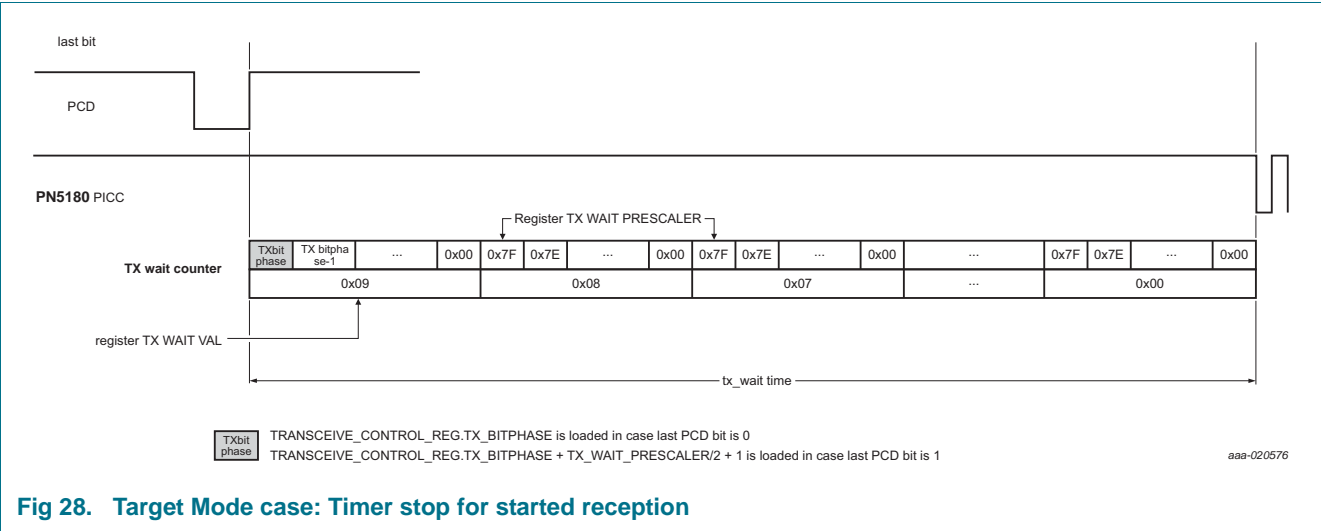 last bit
PCD
PN5180 PICC
Register TX WAIT PRESCALER
TX wait counter
TXbit phase TX bitpha se-1 ... 0x00 0x7F 0x7E ... 0x00 0x7F 0x7E ... 0x00 ... 0x7F 0x7E ... 0x00
0x09 0x08 0x07 ... 0x00
register TX WAIT VAL
tx_wait time
TXbit phase
TRANSCEIVE_CONTROL_REG.TX_BITPHASE is loaded in case last PCD bit is 0
TRANSCEIVE_CONTROL_REG.TX_BITPHASE + TX_WAIT_PRESCALER/2 + 1 is loaded in case last PCD bit is 1
aaa-020576
Fig 28. Target Mode case: Timer stop for started reception